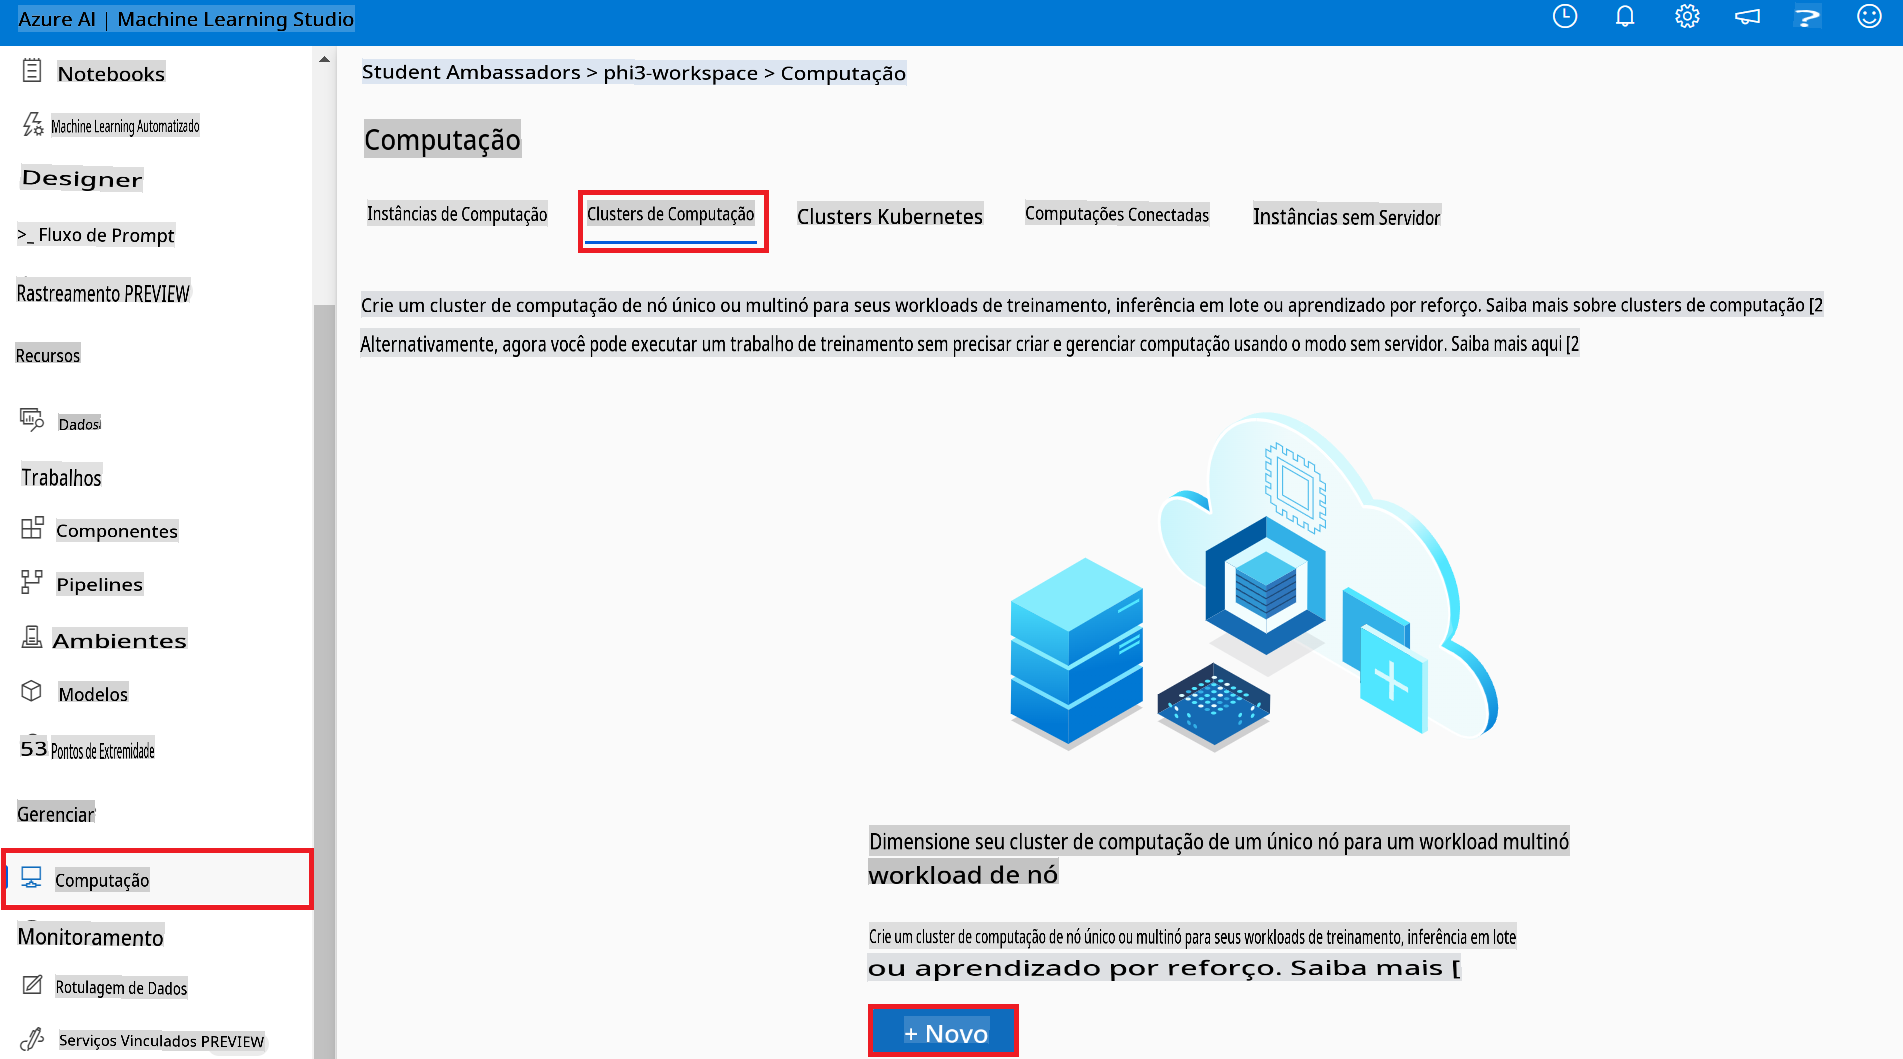 Azure AI | Machine Learning Studio
Notebooks
Machine Learning Automatizado
Designer
>_ Fluxo de Prompt
Rastreamento PREVIEW
Recursos
Dados
Trabalhos
Componentes
Pipelines
Ambientes
Modelos
53 Pontos de Extremidade
Gerenciar
Computação
Monitoramento
Rotulagem de Dados
Serviços Vinculados PREVIEW
Student Ambassadors > phi3-workspace > Computação
Computação
Instâncias de Computação
Clusters de Computação
Clusters Kubernetes
Computações Conectadas
Instâncias sem Servidor
Crie um cluster de computação de nó único ou multinó para seus workloads de treinamento, inferência em lote ou aprendizado por reforço. Saiba mais sobre clusters de computação [2
Alternativamente, agora você pode executar um trabalho de treinamento sem precisar criar e gerenciar computação usando o modo sem servidor. Saiba mais aqui [2
Dimensione seu cluster de computação de um único nó para um workload multinó
workload de nó
Crie um cluster de computação de nó único ou multinó para seus workloads de treinamento, inferência em lote
ou aprendizado por reforço. Saiba mais [
+ Novo